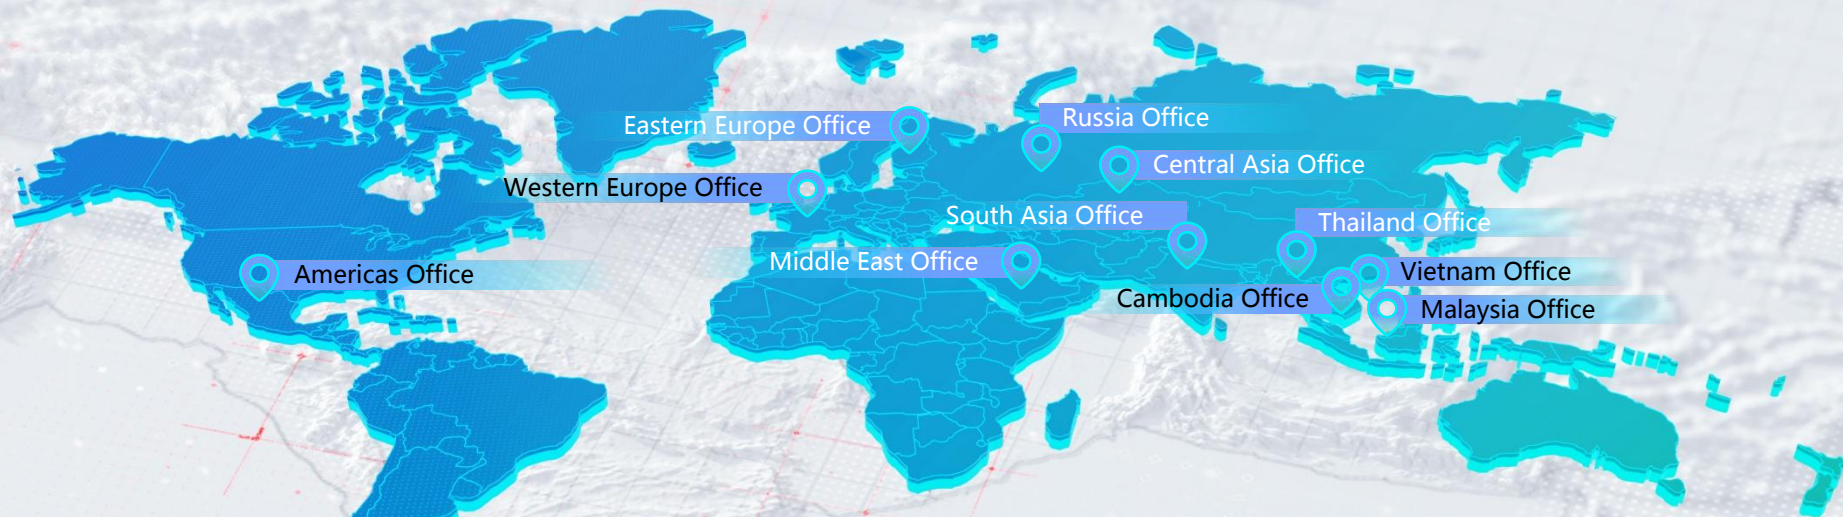 Russia Office
Eastern Europe Office
Central Asia Office
Western Europe Office
South Asia Office
Thailand Office
Middle East Office
Vietnam Office
Americas Office
Cambodia Office
Malaysia Office